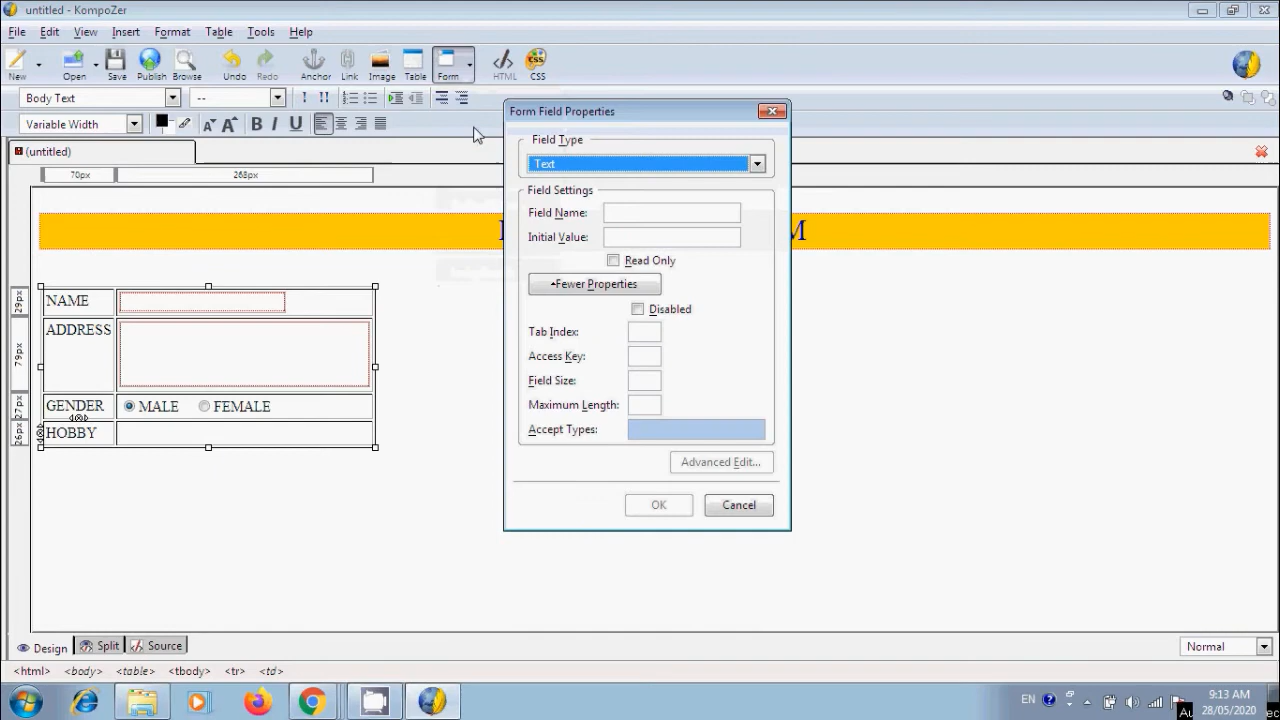 untitled - KompoZer
File Edit View Insert Format Table Tools Help
New Open Save Publish Browse Undo Redo Anchor Link Image Table Form HTML CSS
Body Text --
Variable Width
(untitled)
70px 268px
M
Form Field Properties
Field Type
Text
Field Settings
Field Name:
Initial Value:
Read Only
Fewer Properties
Disabled
Tab Index:
Access Key:
Field Size:
Maximum Length:
Accept Types:
Advanced Edit...
OK Cancel
29px NAME
79px ADDRESS
27px GENDER MALE FEMALE
26px HOBBY
Design Split Source Normal
<html> <body> <table> <tbody> <tr> <td>
EN 9:13 AM
28/05/2020